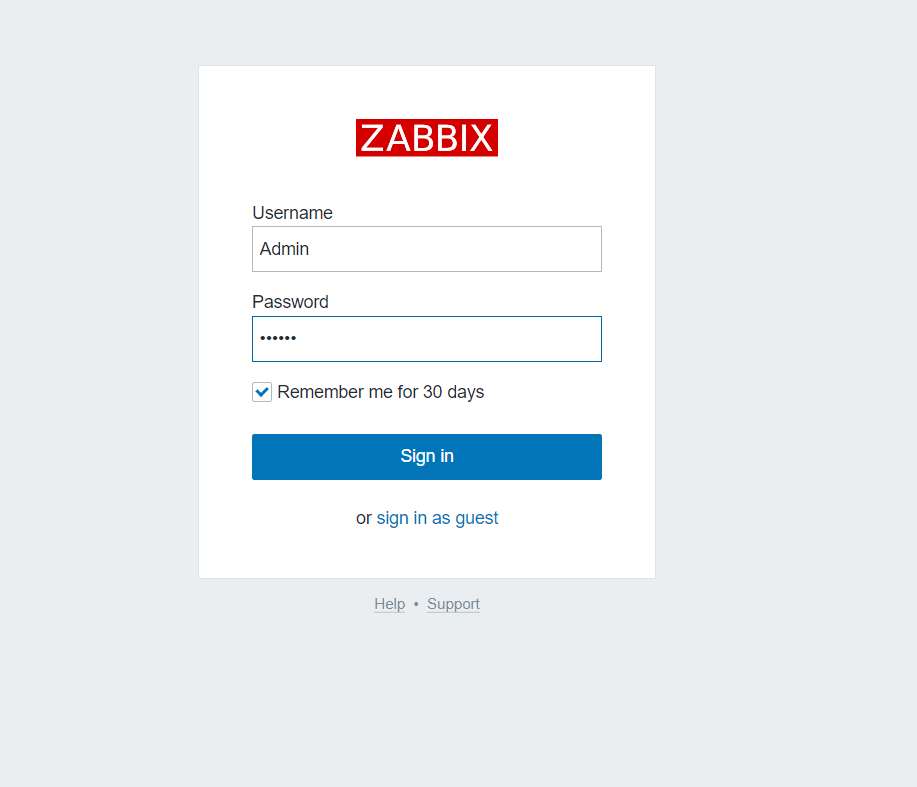 ZABBIX
Username
Admin
Password
••••••
Remember me for 30 days
Sign in
or sign in as guest
Help • Support